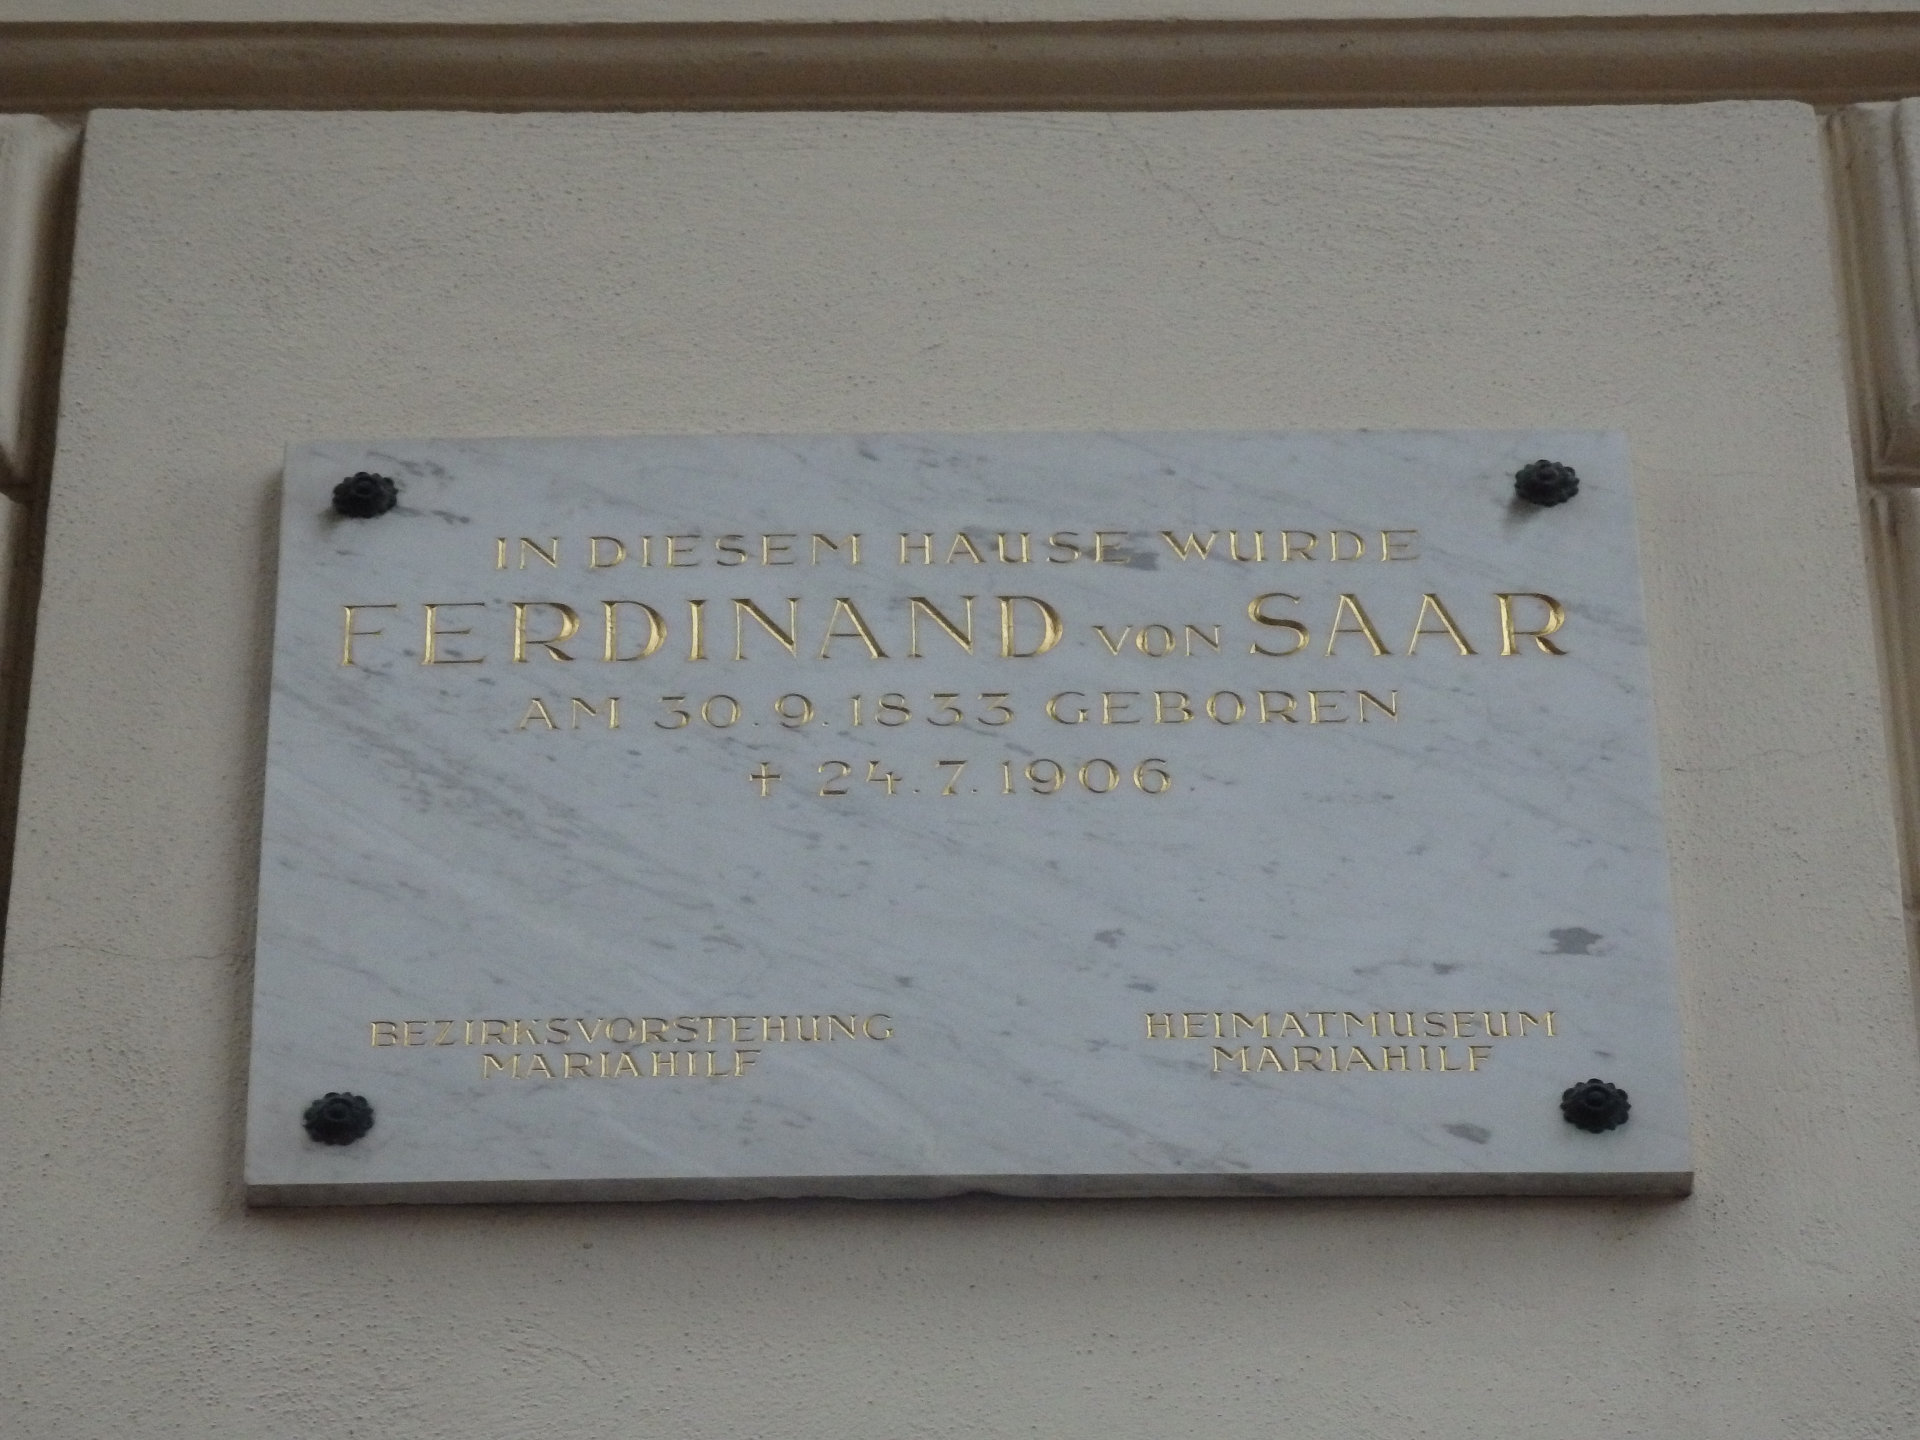 IN DIESEM HAUSE WURDE
FERDINAND VON SAAR
AM 30.9.1833 GEBOREN
† 24.7.1906.
BEZIRKSVORSTEHUNG
MARIAHILF
HEIMATMUSEUM
MARIAHILF